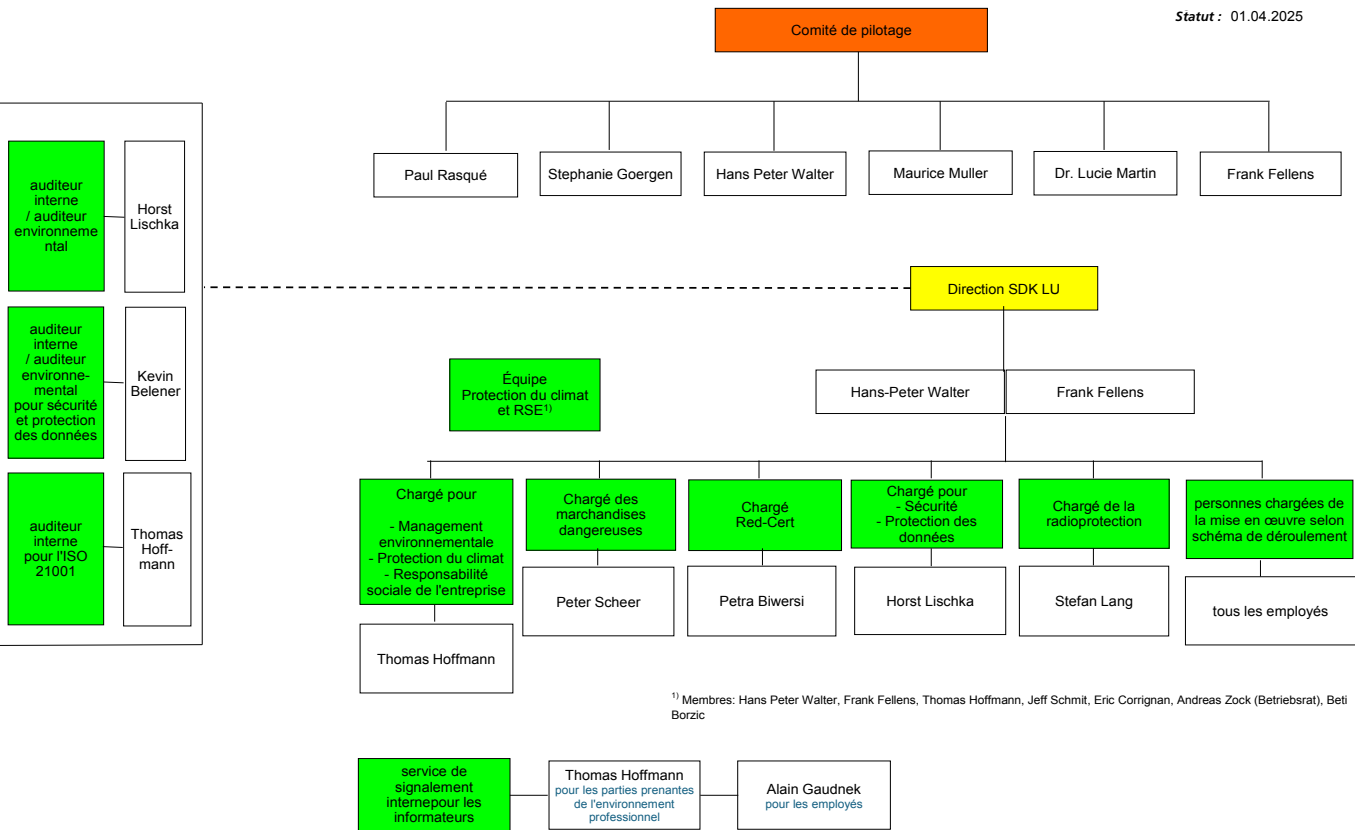 Statut : 01.04.2025
Comité de pilotage
Paul Rasqué
Stephanie Goergen
Hans Peter Walter
Maurice Muller
Dr. Lucie Martin
Frank Fellens
auditeur
interne
/ auditeur
environneme
ntal
Horst
Lischka
auditeur
interne
/ auditeur
environne-
mental
pour sécurité
et protection
des données
Kevin
Belener
auditeur
interne
pour l'ISO
21001
Thomas
Hoff-
mann
Direction SDK LU
Hans-Peter Walter
Frank Fellens
Équipe
Protection du climat
et RSE1)
Chargé pour
- Management
environnementale
- Protection du climat
- Responsabilité
sociale de l'entreprise
Thomas Hoffmann
Chargé des
marchandises
dangereuses
Peter Scheer
Chargé
Red-Cert
Petra Biwersi
Chargé pour
- Sécurité
- Protection des
données
Horst Lischka
Chargé de la
radioprotection
Stefan Lang
personnes chargées de
la mise en œuvre selon
schéma de déroulement
tous les employés
1) Membres: Hans Peter Walter, Frank Fellens, Thomas Hoffmann, Jeff Schmit, Eric Corrignan, Andreas Zock (Betriebsrat), Beti
Borzic
service de
signalement
internepour les
informateurs
Thomas Hoffmann
pour les parties prenantes
de l'environnement
professionnel
Alain Gaudnek
pour les employés